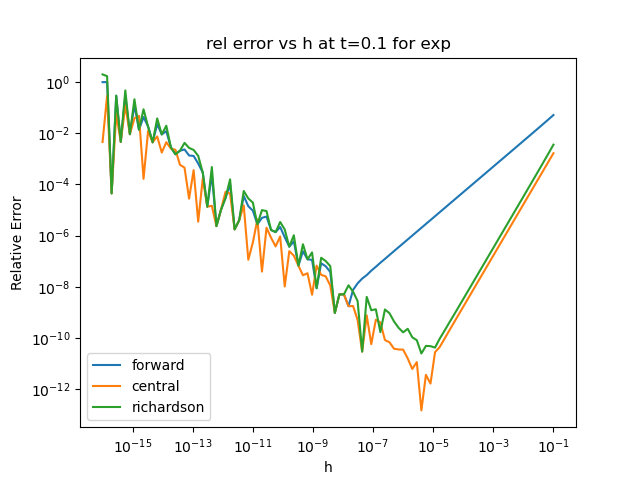 rel error vs h at t=0.1 for exp
Relative Error
10⁰
10⁻²
10⁻⁴
10⁻⁶
10⁻⁸
10⁻¹⁰
10⁻¹²
forward
central
richardson
10⁻¹⁵
10⁻¹³
10⁻¹¹
10⁻⁹
10⁻⁷
10⁻⁵
10⁻³
10⁻¹
h